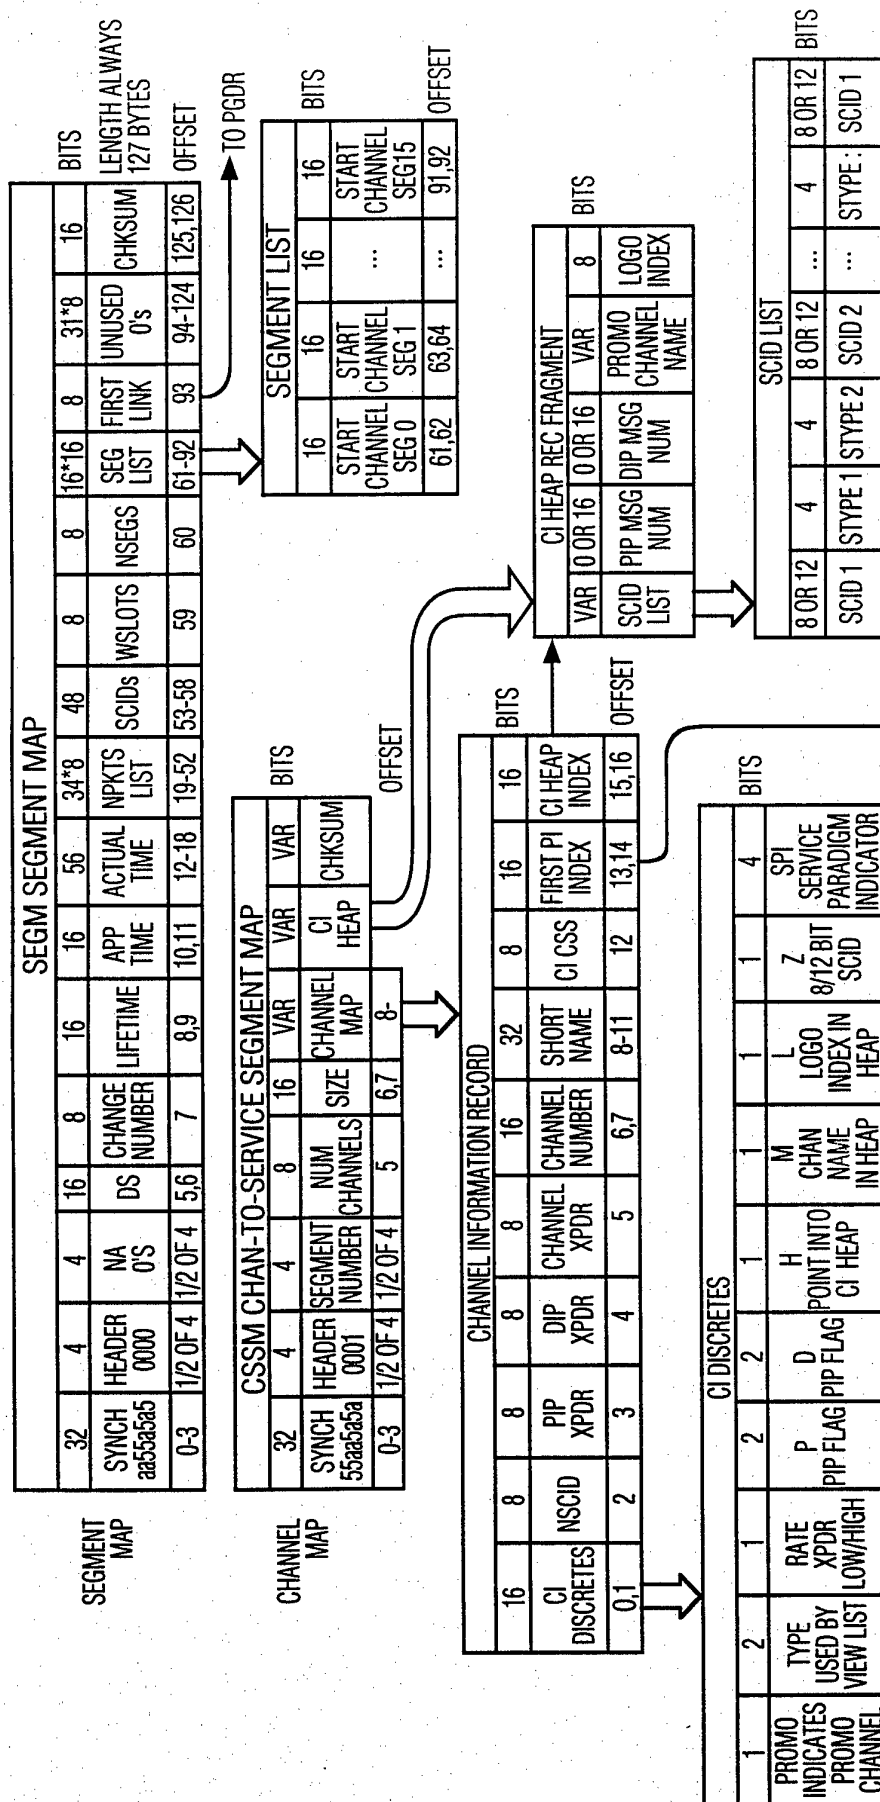 SEGMENT
MAP
SEGM SEGMENT MAP
32 4 4 16 8 16 16 56 34*8 48 8 8 16*16 8 31*8 16 BITS
SYNCH
aa55a5a5
HEADER
0000
NA
0'S
DS
CHANGE
NUMBER
LIFETIME
APP
TIME
ACTUAL
TIME
NPKTS
LIST
SCIDs
WSLOTS
NSEGS
SEG
LIST
FIRST
LINK
UNUSED
0's
CHKSUM
LENGTH ALWAYS
127 BYTES
0-3 1/2 OF 4 1/2 OF 4 5,6 7 8,9 10,11 12-18 19-52 53-58 59 60 61-92 93 94-124 125,126 OFFSET
TO PGDR
CHANNEL
MAP
CSSM CHAN-TO-SERVICE SEGMENT MAP
32 4 4 8 16 VAR VAR VAR BITS
SYNCH
55aa5a5a
HEADER
0001
SEGMENT
NUMBER
NUM
CHANNELS
SIZE
CHANNEL
MAP
CI
HEAP
CHKSUM
0-3 1/2 OF 4 1/2 OF 4 5 6,7 8- OFFSET
SEGMENT LIST
16 16 16 16 BITS
START
CHANNEL
SEG 0
START
CHANNEL
SEG 1
...
START
CHANNEL
SEG15
61,62 63,64 ... 91,92 OFFSET
CHANNEL INFORMATION RECORD
16 8 8 8 8 16 32 8 16 16 BITS
CI
DISCRETES
NSCID
PIP
XPDR
DIP
XPDR
CHANNEL
XPDR
CHANNEL
NUMBER
SHORT
NAME
CI CSS
FIRST PI
INDEX
CI HEAP
INDEX
0,1 2 3 4 5 6,7 8-11 12 13,14 15,16 OFFSET
CI HEAP REC FRAGMENT
VAR 0 OR 16 0 OR 16 VAR 8 BITS
SCID
LIST
PIP MSG
NUM
DIP MSG
NUM
PROMO
CHANNEL
NAME
LOGO
INDEX
CI DISCRETES
1 2 1 2 2 1 1 1 1 4 BITS
PROMO
INDICATES
PROMO
CHANNEL
TYPE
USED BY
VIEW LIST
RATE
XPDR
LOW/HIGH
P
PIP FLAG
D
PIP FLAG
H
POINT INTO
CI HEAP
M
CHAN
NAME
IN HEAP
L
LOGO
INDEX IN
HEAP
Z
8/12 BIT
SCID
SPI
SERVICE
PARADIGM
INDICATOR
SCID LIST
8 OR 12 4 4 8 OR 12 ... 4 8 OR 12 BITS
SCID 1 STYPE 1 STYPE 2 SCID 2 ... STYPE : SCID 1